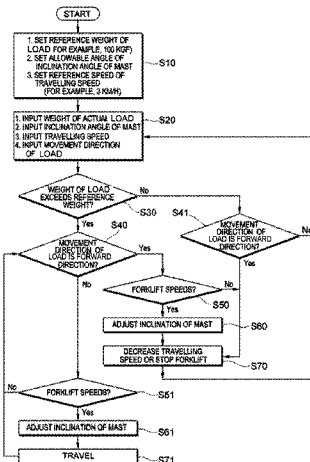 START
1. SET REFERENCE WEIGHT OF
LOAD (FOR EXAMPLE, 100 KGF)
2. SET ALLOWABLE ANGLE OF
INCLINATION ANGLE OF MAST
3. SET REFERENCE SPEED OF
TRAVELLING SPEED
(FOR EXAMPLE, 3 KM/H)
S10
1. INPUT WEIGHT OF ACTUAL LOAD
2. INPUT INCLINATION ANGLE OF MAST
3. INPUT TRAVELLING SPEED
4. INPUT MOVEMENT DIRECTION
OF LOAD
S20
WEIGHT OF LOAD
EXCEEDS REFERENCE
WEIGHT?
No
S30
S41
Yes
S40
MOVEMENT
DIRECTION OF
LOAD IS FORWARD
DIRECTION?
No
Yes
MOVEMENT
DIRECTION OF
LOAD IS FORWARD
DIRECTION?
Yes
No
FORKLIFT SPEEDS?
No
S50
Yes
ADJUST INCLINATION OF MAST
S60
DECREASE TRAVELLING
SPEED OR STOP FORKLIFT
S70
No
FORKLIFT SPEEDS?
S51
Yes
ADJUST INCLINATION OF MAST
S61
TRAVEL
S71